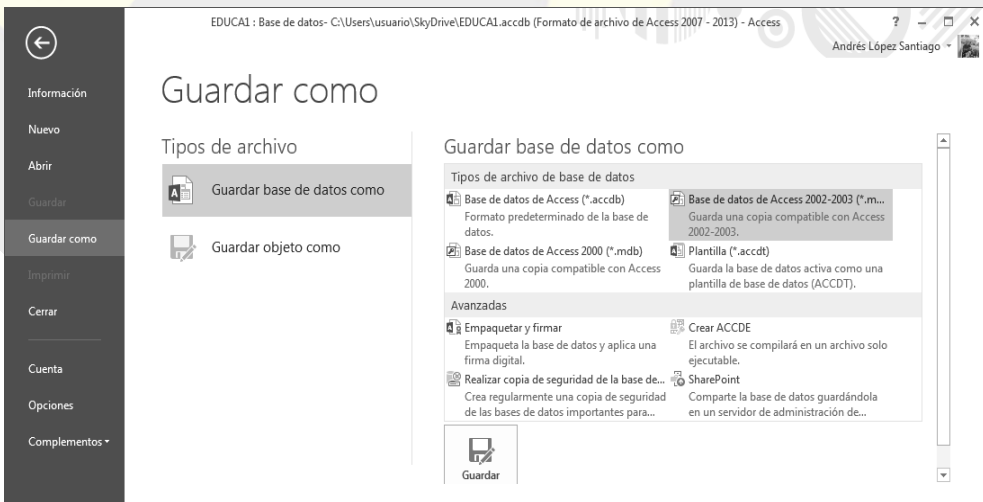 EDUCA1 : Base de datos- C:\Users\usuario\SkyDrive\EDUCA1.accdb (Formato de archivo de Access 2007 - 2013) - Access
? – □ ×
Andrés López Santiago
Información
Nuevo
Abrir
Guardar
Guardar como
Imprimir
Cerrar
Cuenta
Opciones
Complementos
Guardar como
Tipos de archivo
Guardar base de datos como
Guardar objeto como
Guardar base de datos como
Tipos de archivo de base de datos
Base de datos de Access (*.accdb)
Formato predeterminado de la base de
datos.
Base de datos de Access 2002-2003 (*.m...
Guarda una copia compatible con Access
2002-2003.
Base de datos de Access 2000 (*.mdb)
Guarda una copia compatible con Access
2000.
Plantilla (*.accdt)
Guarda la base de datos activa como una
plantilla de base de datos (ACCDT).
Avanzadas
Empaquetar y firmar
Empaqueta la base de datos y aplica una
firma digital.
Crear ACCDE
El archivo se compilará en un archivo solo
ejecutable.
Realizar copia de seguridad de la base de...
Crea regularmente una copia de seguridad
de las bases de datos importantes para...
SharePoint
Comparte la base de datos guardándola
en un servidor de administración de...
Guardar